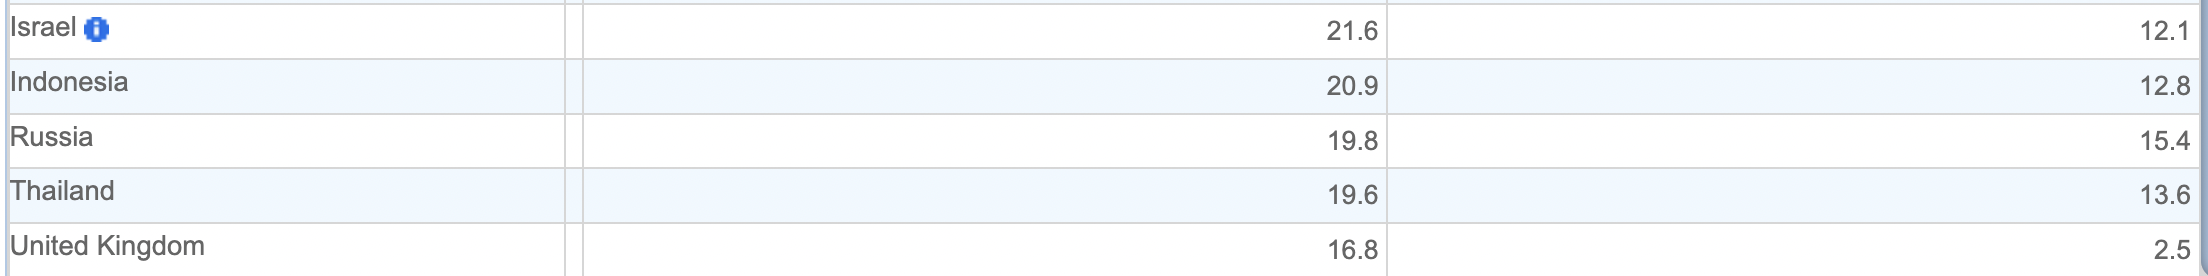 Israel 21.6 12.1
Indonesia 20.9 12.8
Russia 19.8 15.4
Thailand 19.6 13.6
United Kingdom 16.8 2.5